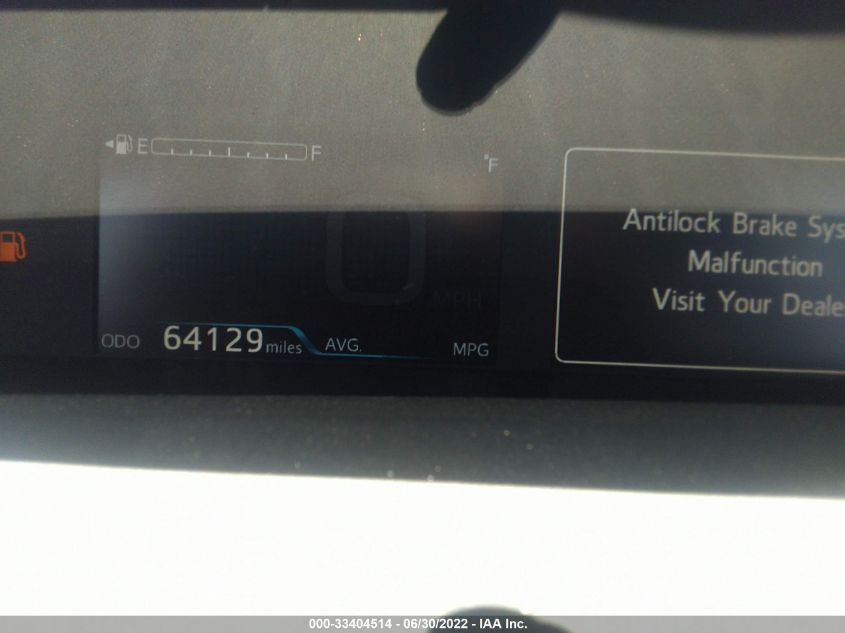 E F
°F
0
MPH
ODO 64129 miles AVG. MPG
Antilock Brake Sys
Malfunction
Visit Your Deale
000-33404514 - 06/30/2022 - IAA Inc.